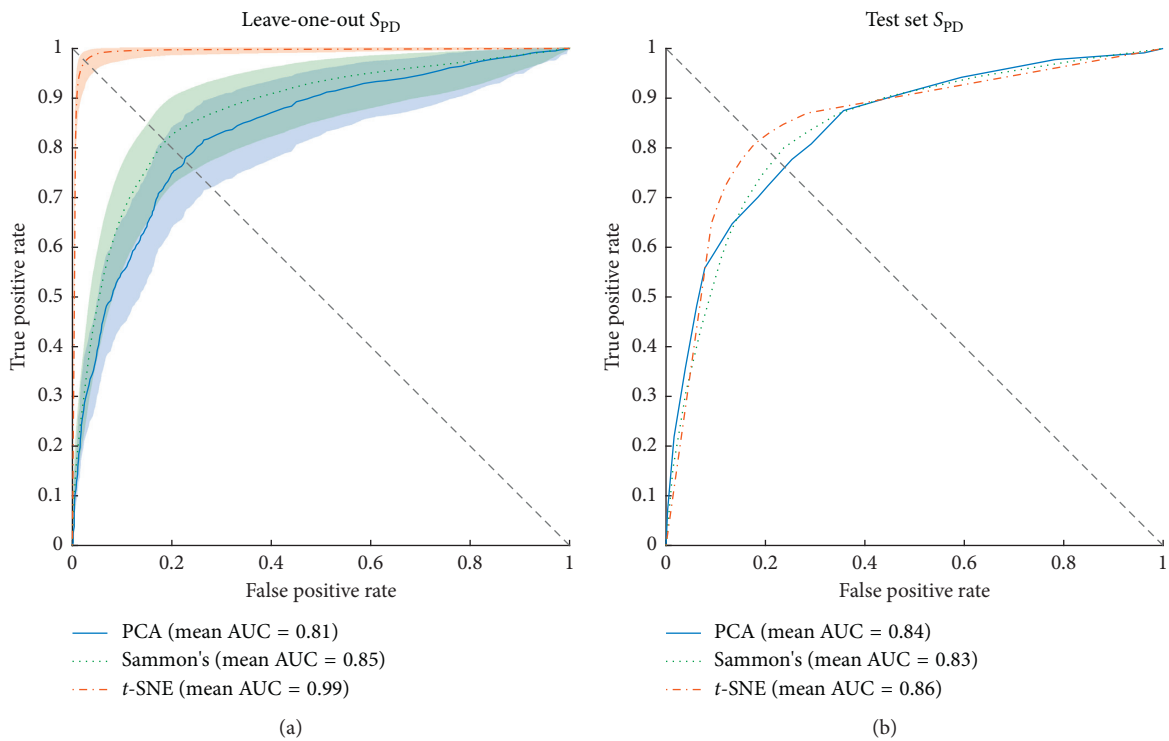 Leave-one-out S_PD
1
0.9
0.8
0.7
0.6
0.5
0.4
0.3
0.2
0.1
0
True positive rate
0 0.2 0.4 0.6 0.8 1
False positive rate
PCA (mean AUC = 0.81)
Sammon's (mean AUC = 0.85)
t-SNE (mean AUC = 0.99)
(a)
Test set S_PD
1
0.9
0.8
0.7
0.6
0.5
0.4
0.3
0.2
0.1
0
True positive rate
0 0.2 0.4 0.6 0.8 1
False positive rate
PCA (mean AUC = 0.84)
Sammon's (mean AUC = 0.83)
t-SNE (mean AUC = 0.86)
(b)